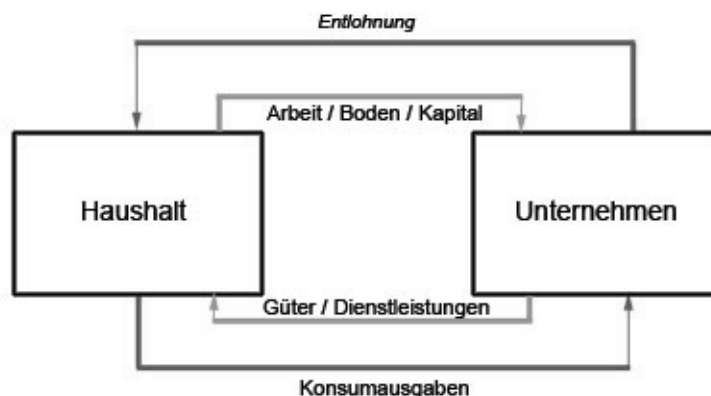 Entlohnung
Arbeit / Boden / Kapital
Haushalt
Unternehmen
Güter / Dienstleistungen
Konsumausgaben